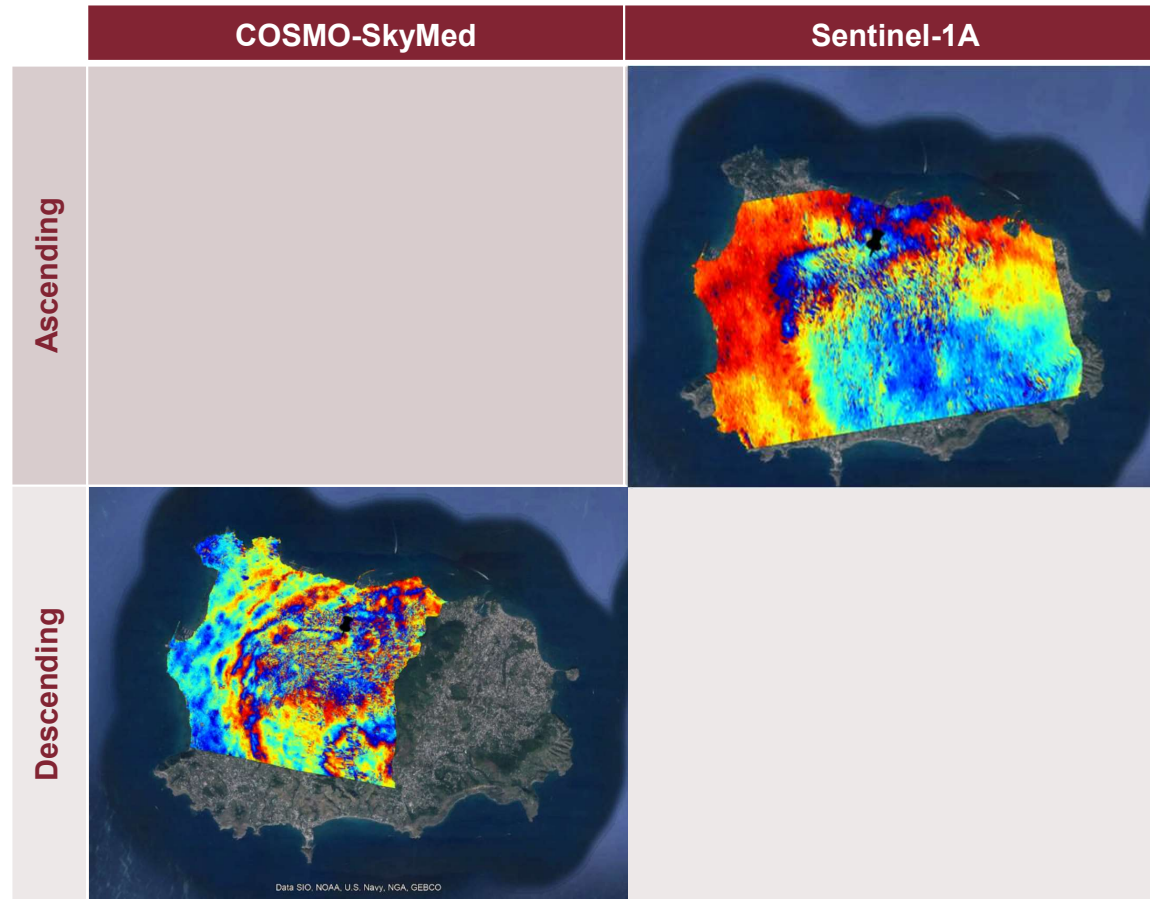 COSMO-SkyMed
Sentinel-1A
Ascending
Descending
Data SIO, NOAA, U.S. Navy, NGA, GEBCO